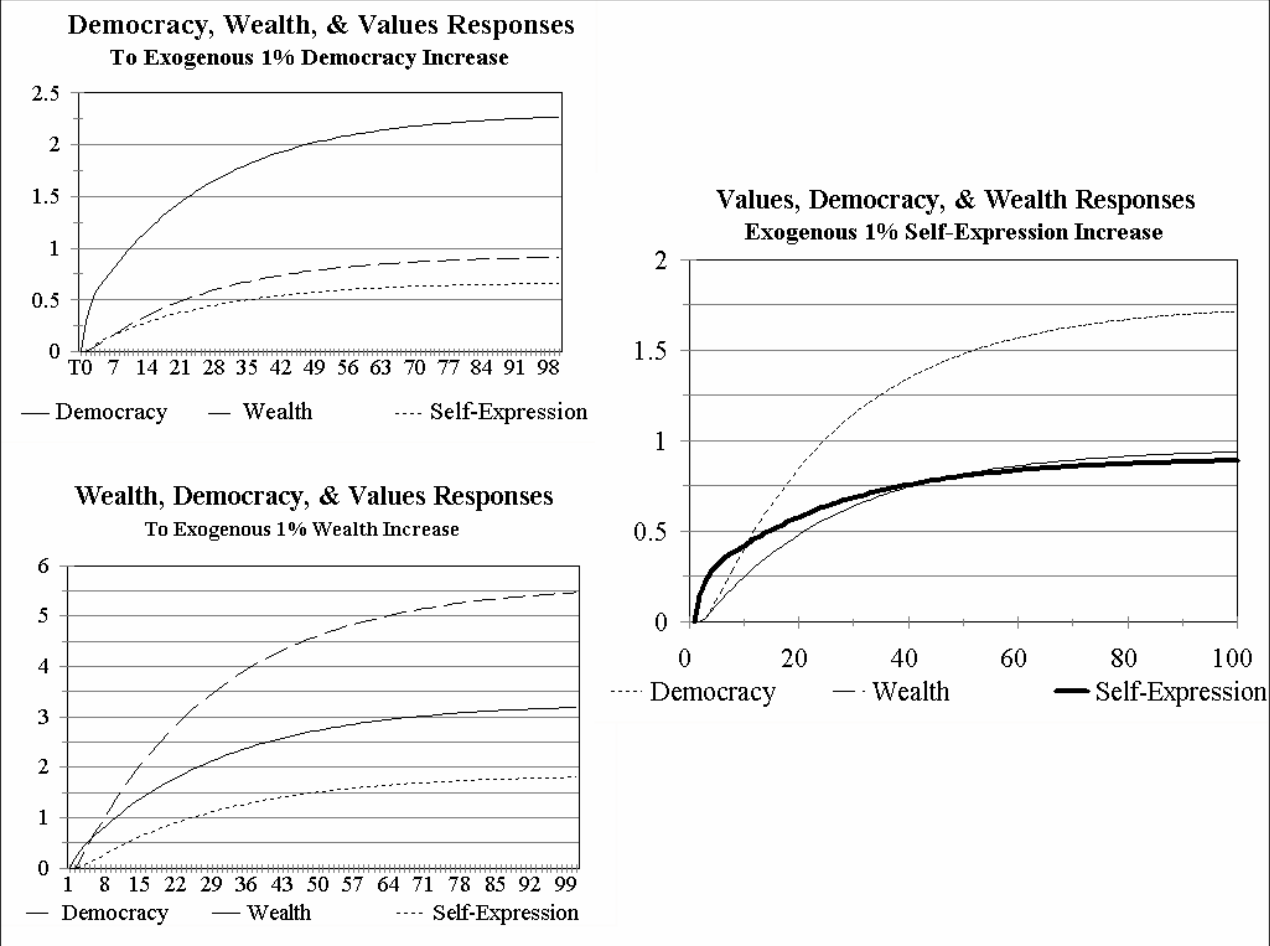 Democracy, Wealth, & Values Responses
To Exogenous 1% Democracy Increase
2.5
2
1.5
1
0.5
0
T0 7 14 21 28 35 42 49 56 63 70 77 84 91 98
Democracy Wealth Self-Expression
Wealth, Democracy, & Values Responses
To Exogenous 1% Wealth Increase
6
5
4
3
2
1
0
1 8 15 22 29 36 43 50 57 64 71 78 85 92 99
Democracy Wealth Self-Expression
Values, Democracy, & Wealth Responses
Exogenous 1% Self-Expression Increase
2
1.5
1
0.5
0
0 20 40 60 80 100
Democracy Wealth Self-Expression